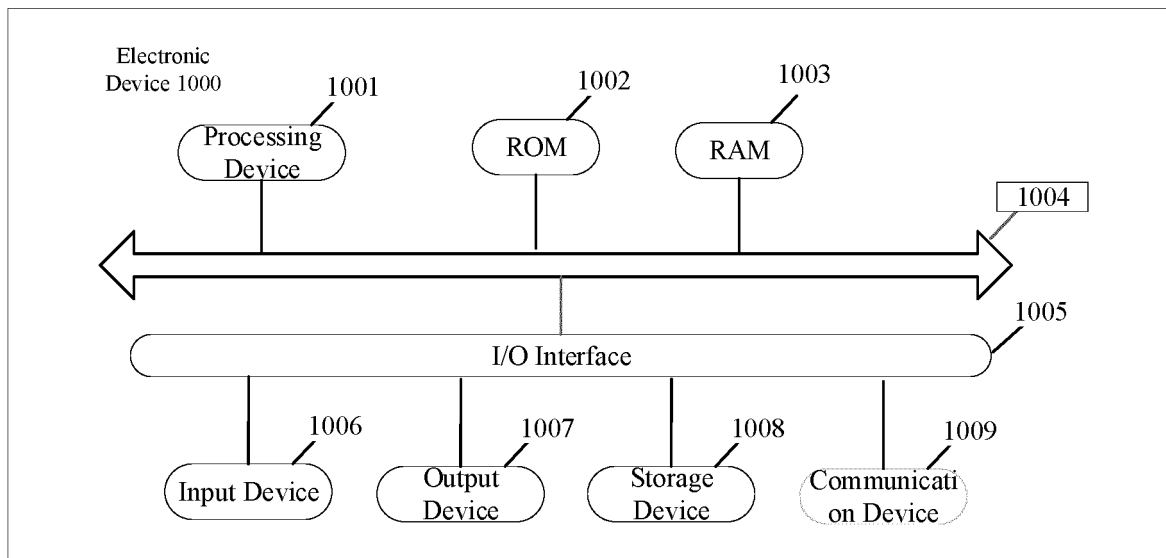 Electronic
Device 1000
1001
1002
1003
Processing
Device
ROM
RAM
1004
1005
I/O Interface
1006
1007
1008
1009
Input Device
Output
Device
Storage
Device
Communicati
on Device